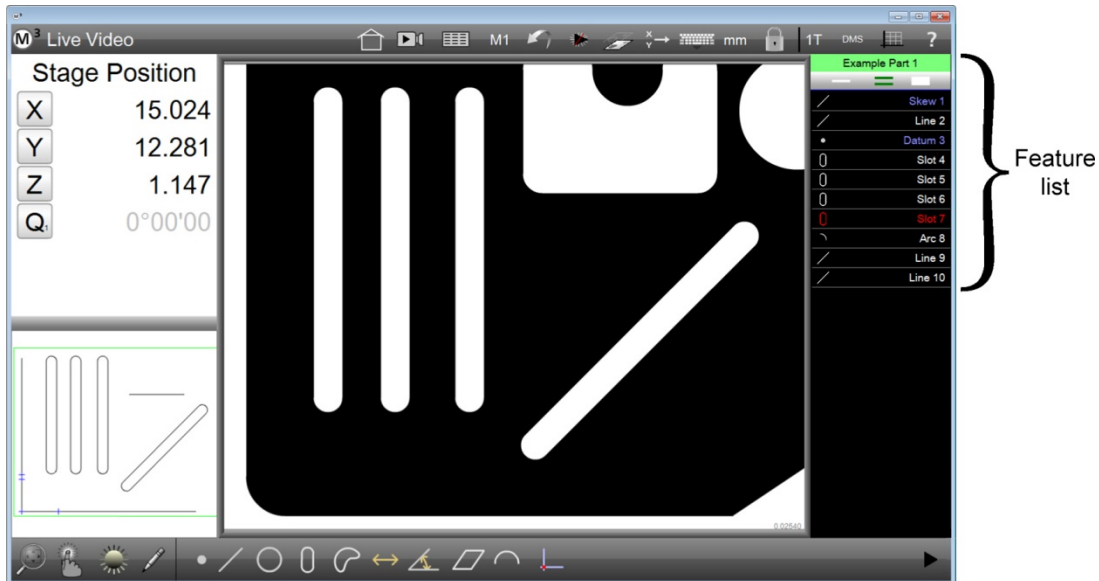 M³ Live Video
M1
X
Y
mm
1T
DMS
?
Stage Position
X 15.024
Y 12.281
Z 1.147
Q1 0°00'00
Example Part 1
Skew 1
Line 2
Datum 3
Slot 4
Slot 5
Slot 6
Slot 7
Arc 8
Line 9
Line 10
Feature
list
0.02540